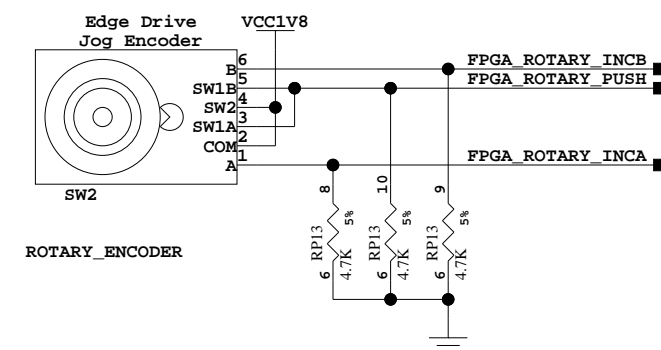 Edge Drive
Jog Encoder
VCC1V8
B
6
FPGA_ROTARY_INCB
SW1B
5
FPGA_ROTARY_PUSH
SW2
4
SW1A
3
COM
2
A
1
FPGA_ROTARY_INCA
SW2
ROTARY_ENCODER
8
10
9
5%
5%
5%
RP13
RP13
RP13
4.7K
4.7K
4.7K
6
6
6